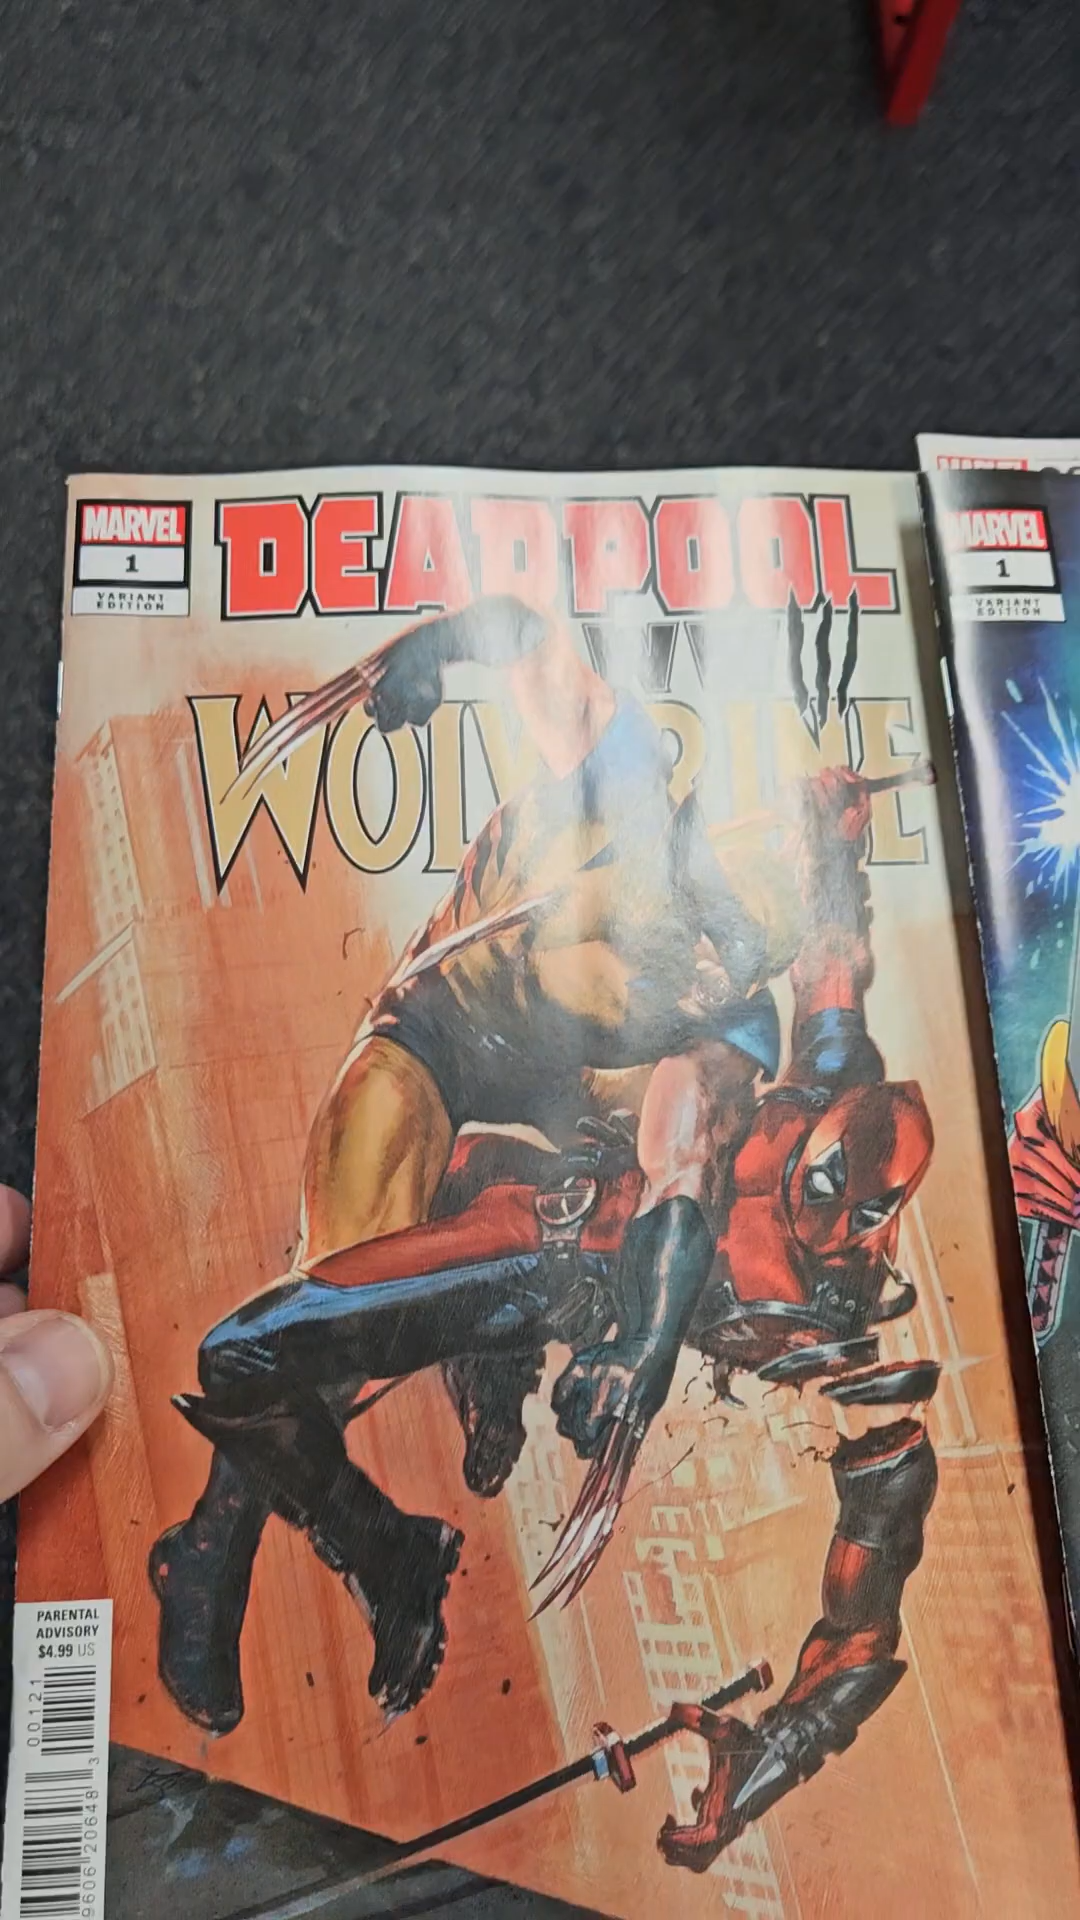 MARVEL
1
VARIANT
EDITION
DEADPOOL
WOLVERINE
MARVEL
1
VARIANT
EDITION
PARENTAL
ADVISORY
$4.99 US
00121
9606 20648 3